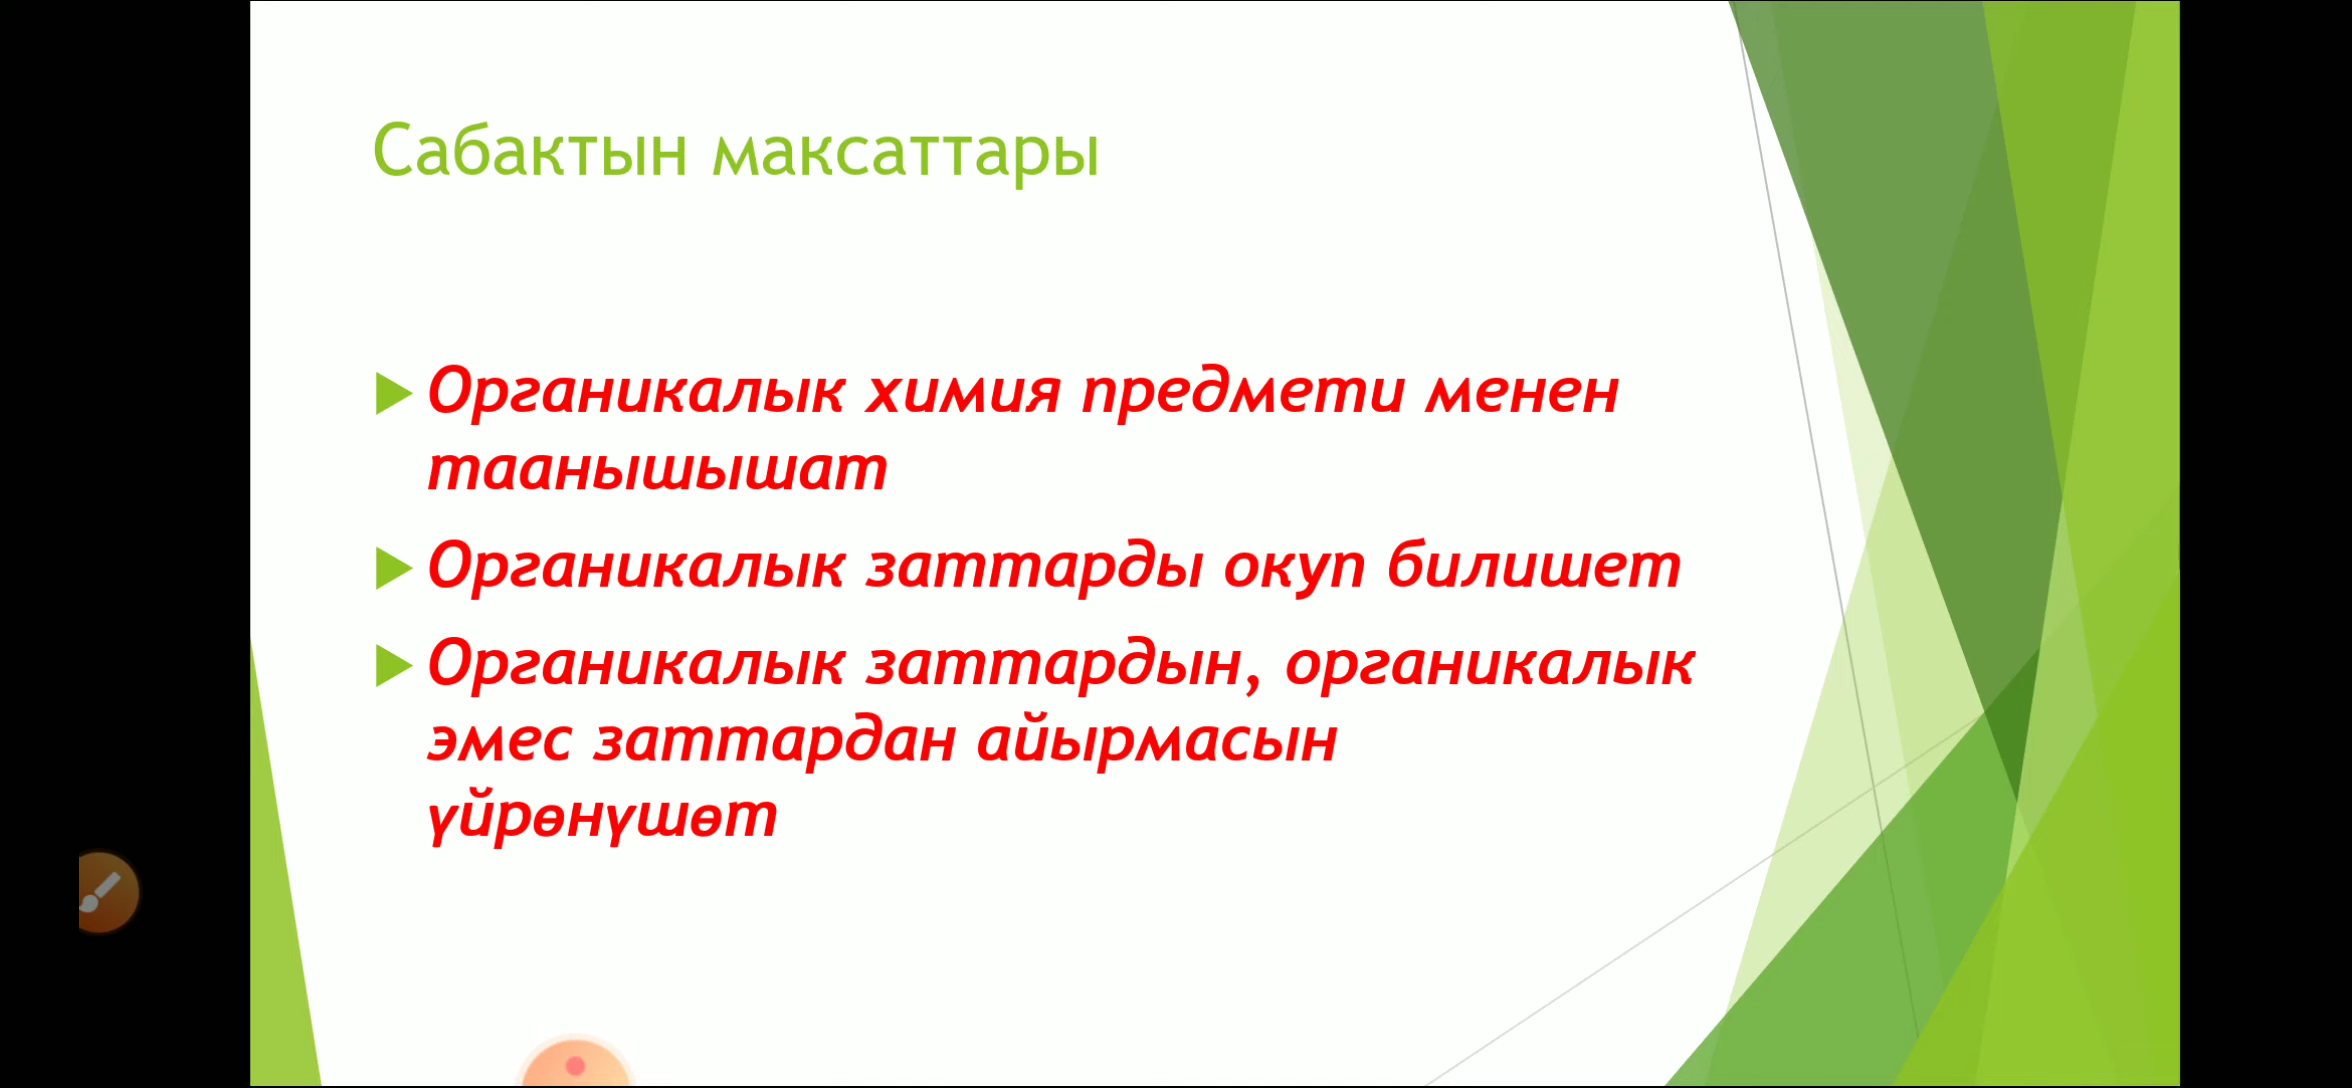 Сабактын максаттары
Органикалык химия предмети менен
таанышышат
Органикалык заттарды окуп билишет
Органикалык заттардын, органикалык
эмес заттардан айырмасын
үйрөнүшөт